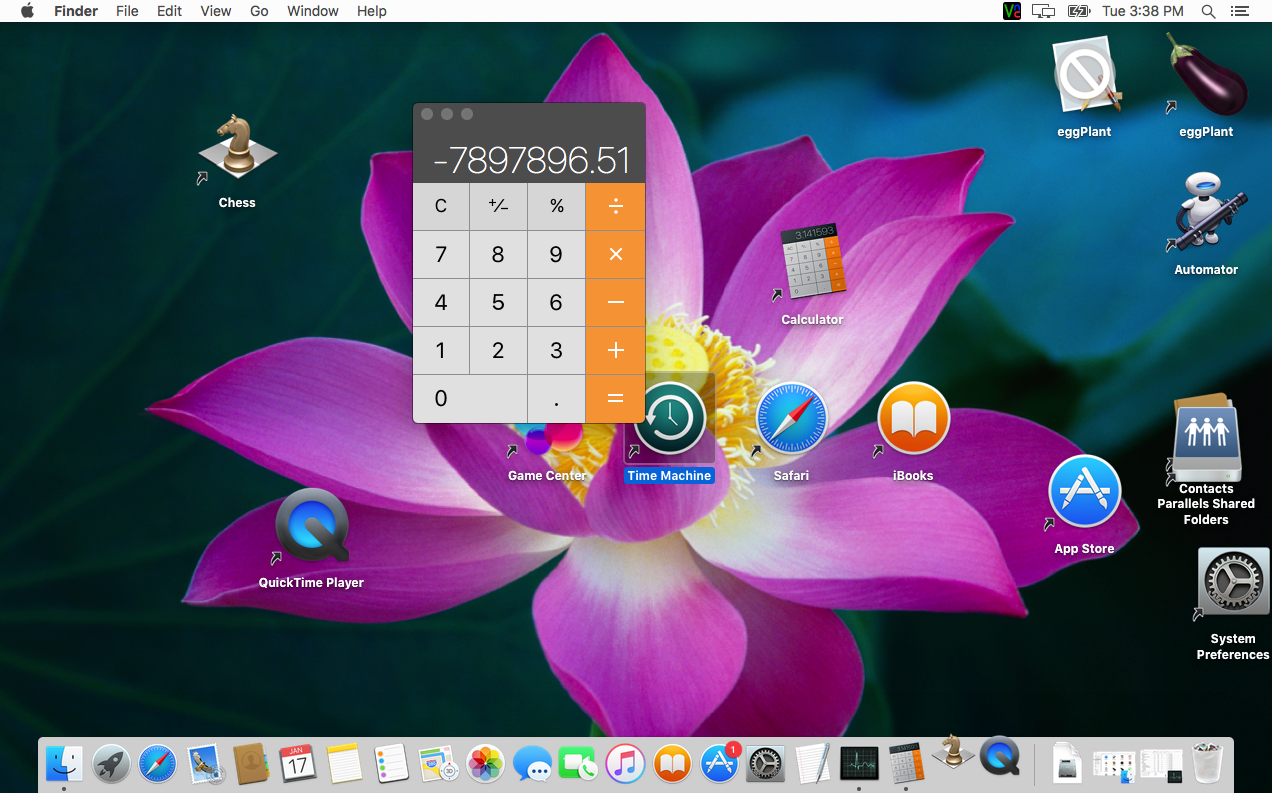 Finder File Edit View Go Window Help
Tue 3:38 PM
eggPlant
eggPlant
Chess
-7897896.51
C +/− % ÷
7 8 9 ×
4 5 6 −
1 2 3 +
0 . =
Automator
3.141593
Calculator
Game Center
Time Machine
Safari
iBooks
Contacts
Parallels Shared
Folders
App Store
QuickTime Player
System
Preferences
JAN
17
1